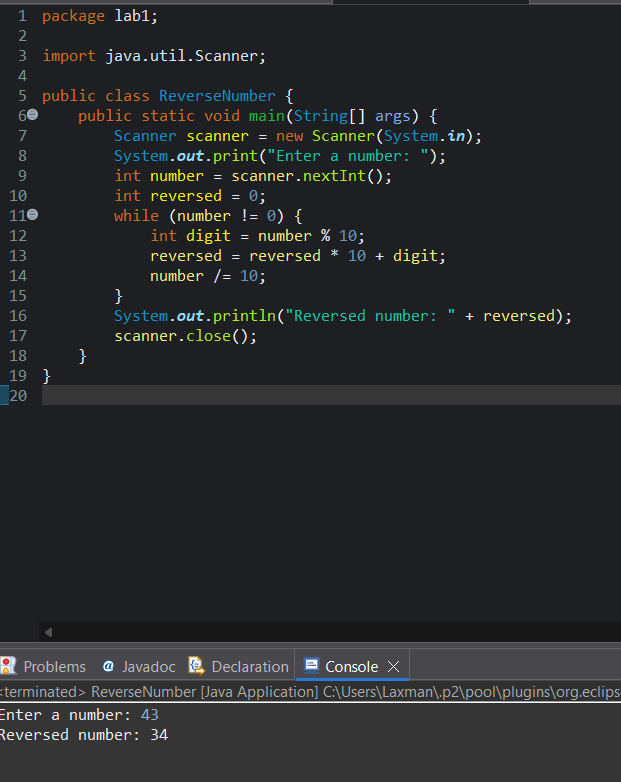 1 package lab1;
2
3 import java.util.Scanner;
4
5 public class ReverseNumber {
6 public static void main(String[] args) {
7 Scanner scanner = new Scanner(System.in);
8 System.out.print("Enter a number: ");
9 int number = scanner.nextInt();
10 int reversed = 0;
11 while (number != 0) {
12 int digit = number % 10;
13 reversed = reversed * 10 + digit;
14 number /= 10;
15 }
16 System.out.println("Reversed number: " + reversed);
17 scanner.close();
18 }
19 }
20
Problems @ Javadoc Declaration Console
<terminated> ReverseNumber [Java Application] C:\Users\Laxman\.p2\pool\plugins\org.eclips
Enter a number: 43
Reversed number: 34